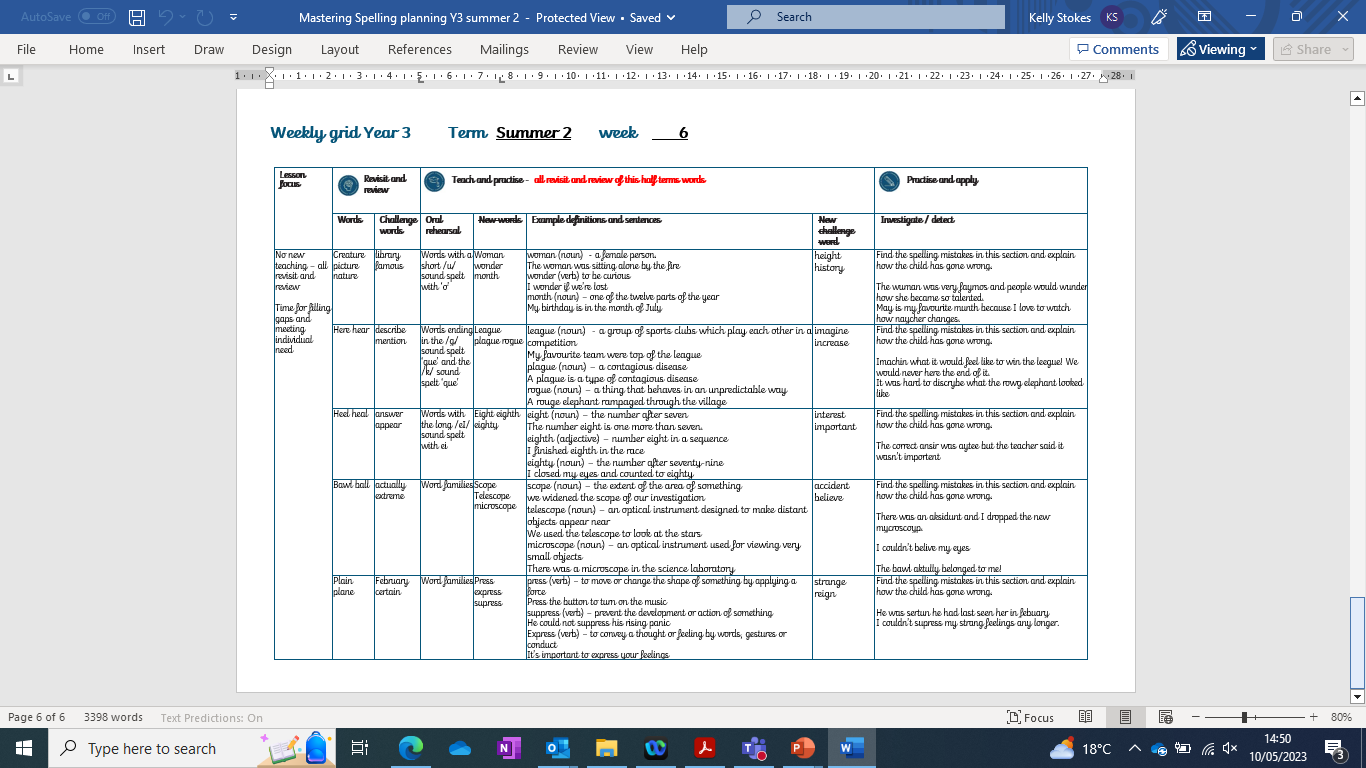 AutoSave Off Mastering Spelling planning Y3 summer 2 - Protected View • Saved Search Kelly Stokes KS
File Home Insert Draw Design Layout References Mailings Review View Help Comments Viewing Share
1 1 2 3 4 5 6 7 8 9 10 11 12 13 14 15 16 17 18 19 20 21 22 23 24 25 26 27 28
Weekly grid Year 3 Term Summer 2 week 6
Lesson focus
Revisit and review
Teach and practise - all revisit and review of this half terms words
Practise and apply
Words
Challenge words
Oral rehearsal
New words
Example definitions and sentences
New challenge word
Investigate / detect
No new
teaching – all
revisit and
review
Time for filling
gaps and
meeting
individual
need
Creature
picture
nature
library
famous
Words with a
short /u/
sound spelt
with 'o'
Woman
wonder
month
woman (noun) - a female person.
The woman was sitting alone by the fire
wonder (verb) to be curious
I wonder if we're lost
month (noun) – one of the twelve parts of the year
My birthday is in the month of July
height
history
Find the spelling mistakes in this section and explain
how the child has gone wrong.
The wuman was very faymos and people would wunder
how she became so talented.
May is my favourite munth because I love to watch
how naycher changes.
Here hear
describe
mention
Words ending
in the /g/
sound spelt
'gue' and the
/k/ sound
spelt 'que'
League
plague rogue
league (noun) - a group of sports clubs which play each other in a
competition
My favourite team were top of the league
plague (noun) – a contagious disease
A plague is a type of contagious disease
rogue (noun) – a thing that behaves in an unpredictable way
A rouge elephant rampaged through the village
imagine
increase
Find the spelling mistakes in this section and explain
how the child has gone wrong.
Imachin what it would feel like to win the leegue! We
would never here the end of it.
It was hard to discrybe what the rowg elephant looked
like
Heel heal
answer
appear
Words with
the long /eI/
sound spelt
with ei
Eight eighth
eighty
eight (noun) – the number after seven
The number eight is one more than seven.
eighth (adjective) – number eight in a sequence
I finished eighth in the race
eighty (noun) – the number after seventy-nine
I closed my eyes and counted to eighty
interest
important
Find the spelling mistakes in this section and explain
how the child has gone wrong.
The correct ansir was aytee but the teacher said it
wasn't importent
Bawl ball
actually
extreme
Word families
Scope
Telescope
microscope
scope (noun) – the extent of the area of something
we widened the scope of our investigation
telescope (noun) – an optical instrument designed to make distant
objects appear near
We used the telescope to look at the stars
microscope (noun) – an optical instrument used for viewing very
small objects
There was a microscope in the science laboratory
accident
believe
Find the spelling mistakes in this section and explain
how the child has gone wrong.
There was an aksidunt and I dropped the new
mycroscoyp.
I couldn't belive my eyes
The bawl aktully belonged to me!
Plain
plane
February
certain
Word families
Press
express
supress
press (verb) – to move or change the shape of something by applying a
force
Press the button to turn on the music
suppress (verb) – prevent the development or action of something
He could not suppress his rising panic
Express (verb) – to convey a thought or feeling by words, gestures or
conduct
It's important to express your feelings
strange
reign
Find the spelling mistakes in this section and explain
how the child has gone wrong.
He was sertun he had last seen her in febuary
I couldn't supress my strang feelings any longer.
Page 6 of 6 3398 words Text Predictions: On Focus 80%
Type here to search 18°C 14:50
10/05/2023 3